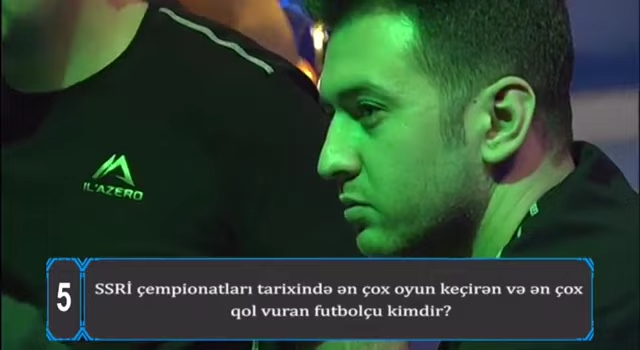 IL'AZERO
5
SSRİ çempionatları tarixində ən çox oyun keçirən və ən çox
qol vuran futbolçu kimdir?